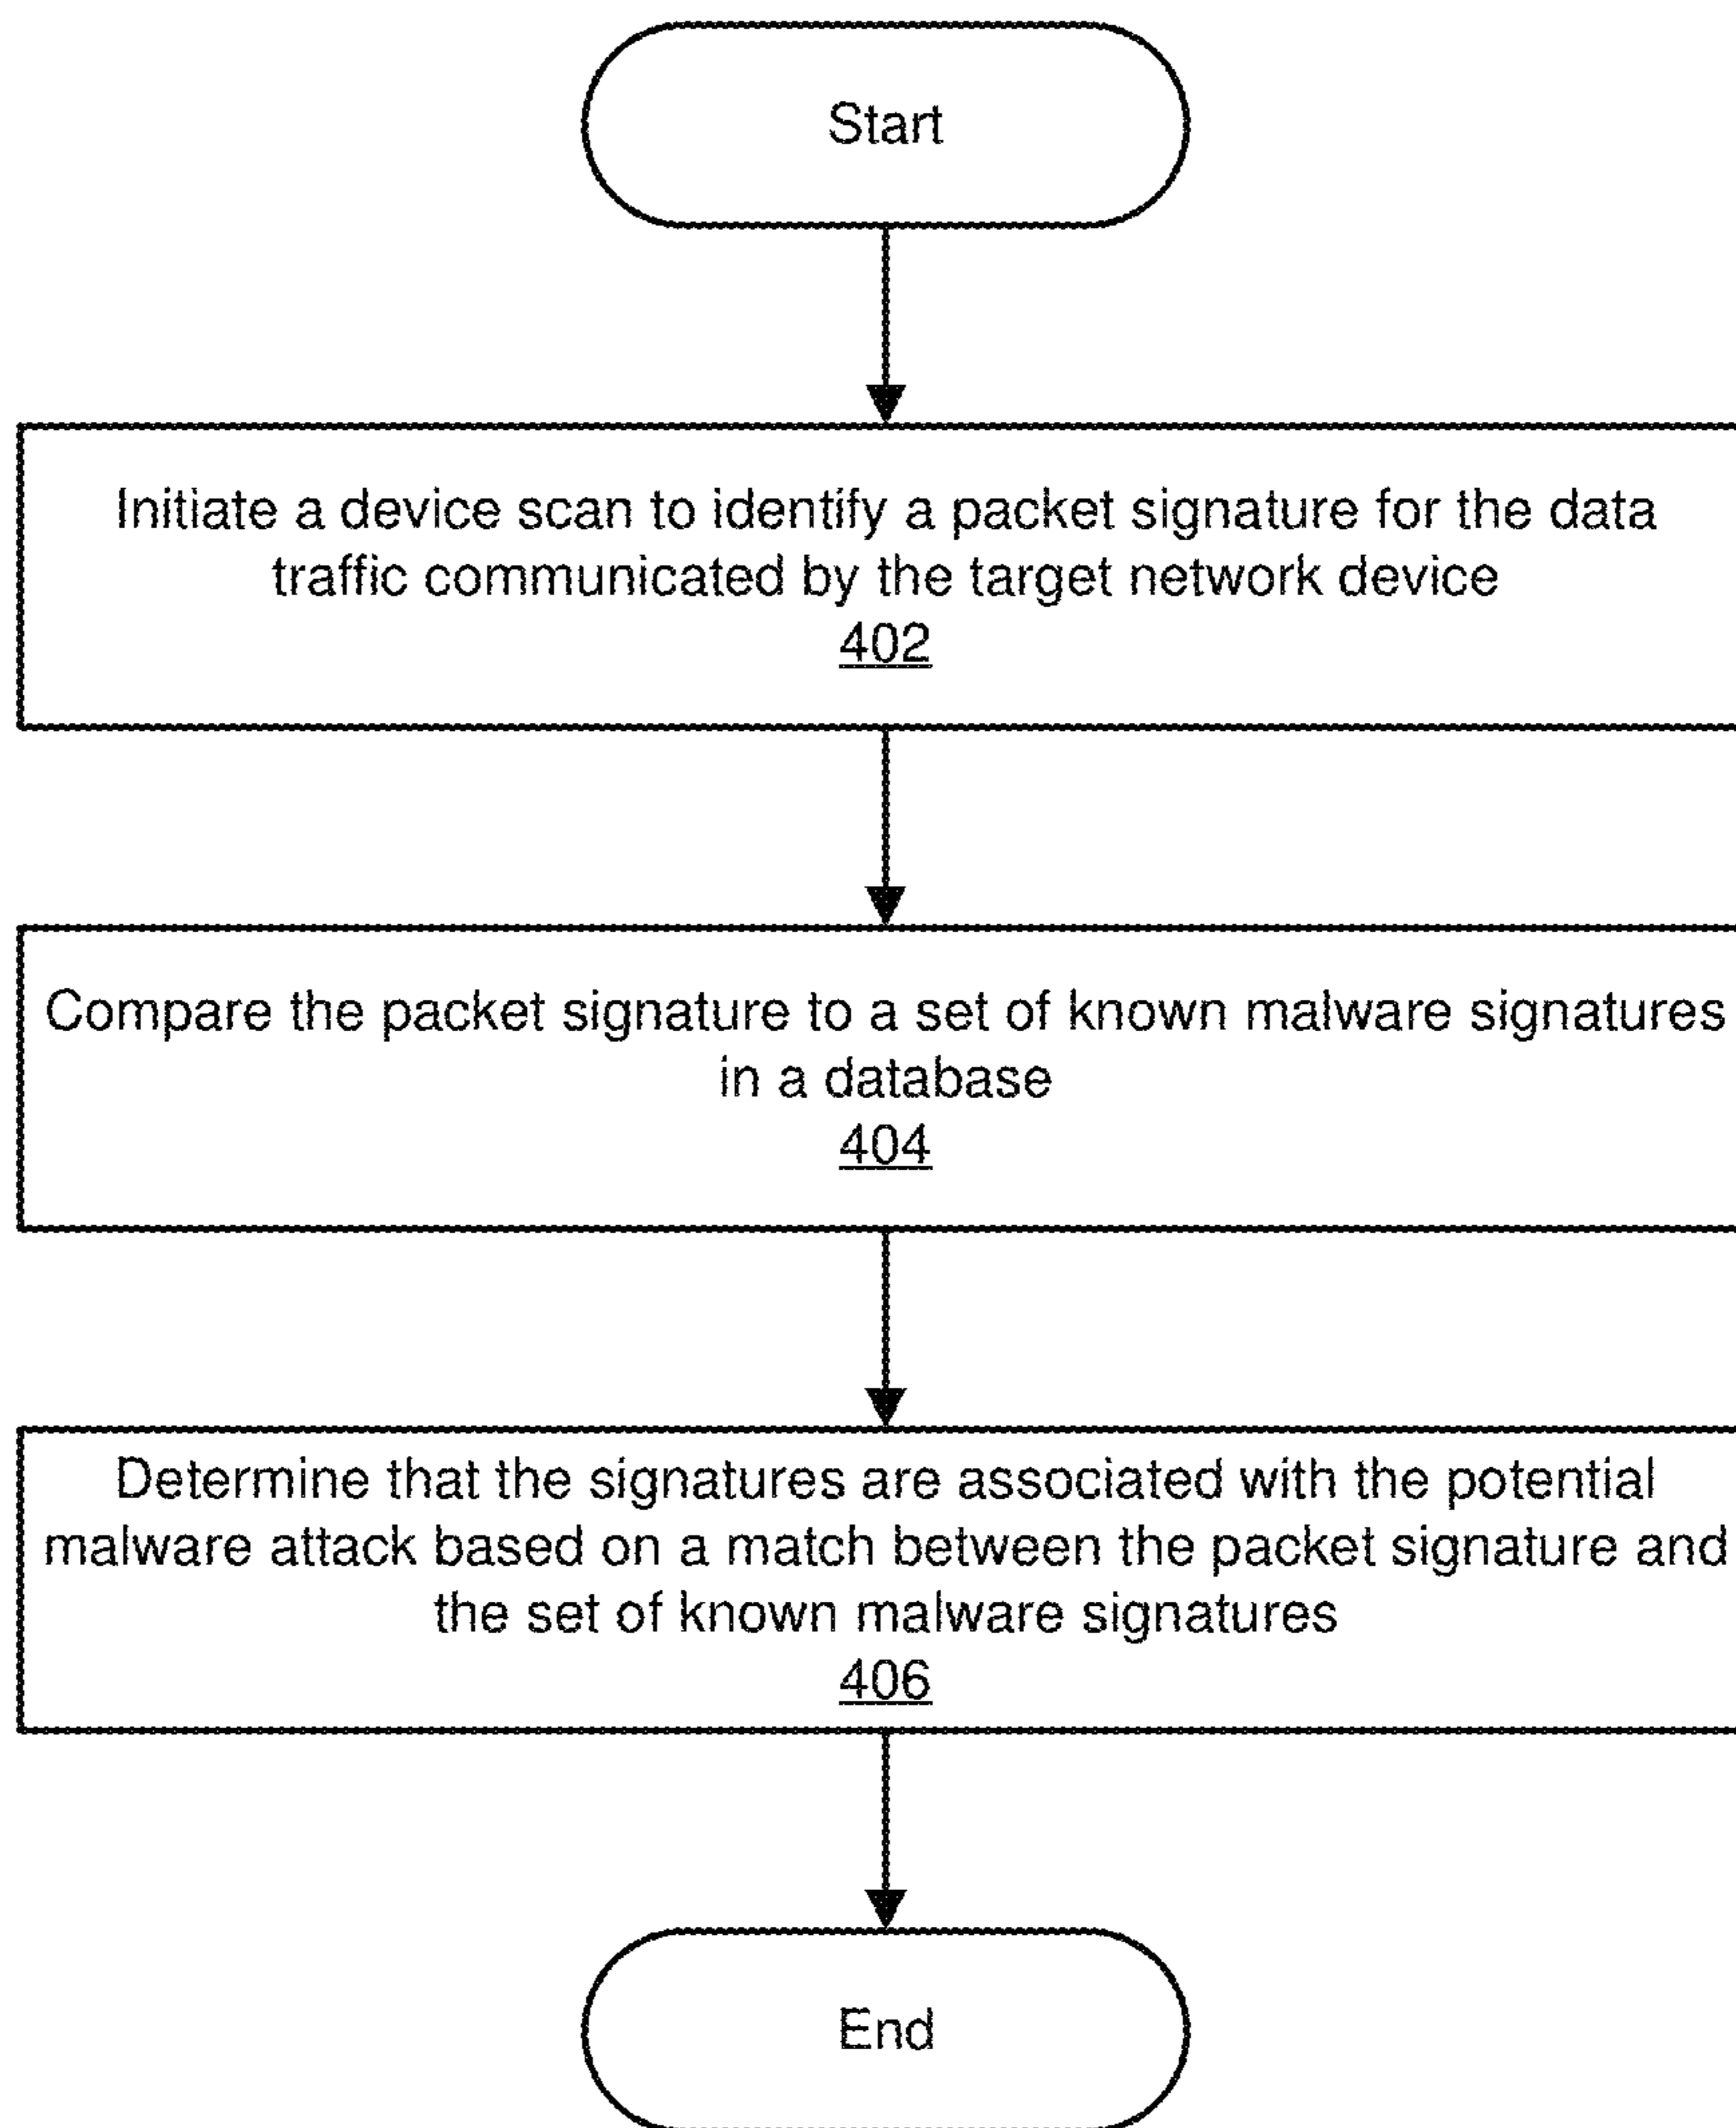 Start
Initiate a device scan to identify a packet signature for the data
traffic communicated by the target network device
402
Compare the packet signature to a set of known malware signatures
in a database
404
Determine that the signatures are associated with the potential
malware attack based on a match between the packet signature and
the set of known malware signatures
406
End